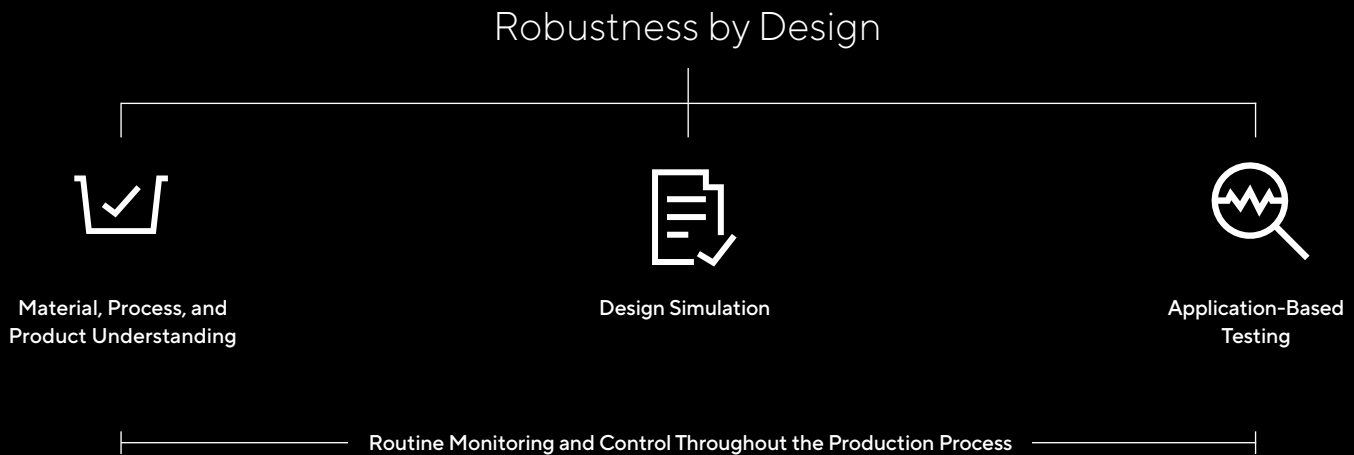 Robustness by Design
Material, Process, and
Product Understanding
Design Simulation
Application-Based
Testing
Routine Monitoring and Control Throughout the Production Process